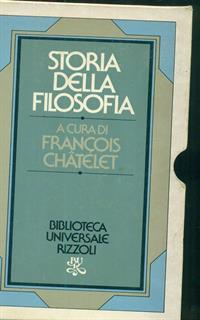 STORIA
DELLA
FILOSOFIA
A CURA DI
FRANÇOIS
CHÂTELET
BIBLIOTECA
UNIVERSALE
RIZZOLI